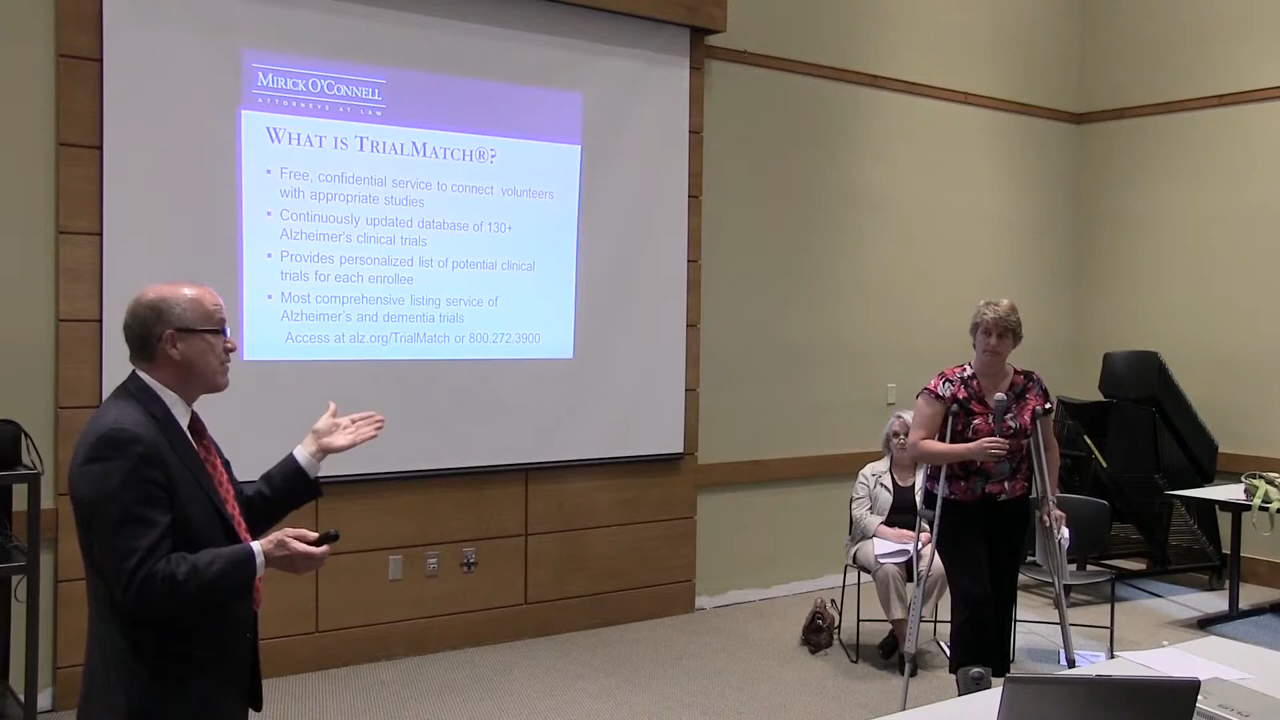 MIRICK O'CONNELL
ATTORNEYS AT LAW
WHAT IS TRIALMATCH®?
▪ Free, confidential service to connect volunteers
with appropriate studies
▪ Continuously updated database of 130+
Alzheimer's clinical trials
▪ Provides personalized list of potential clinical
trials for each enrollee
▪ Most comprehensive listing service of
Alzheimer's and dementia trials
Access at alz.org/TrialMatch or 800.272.3900
PLUS